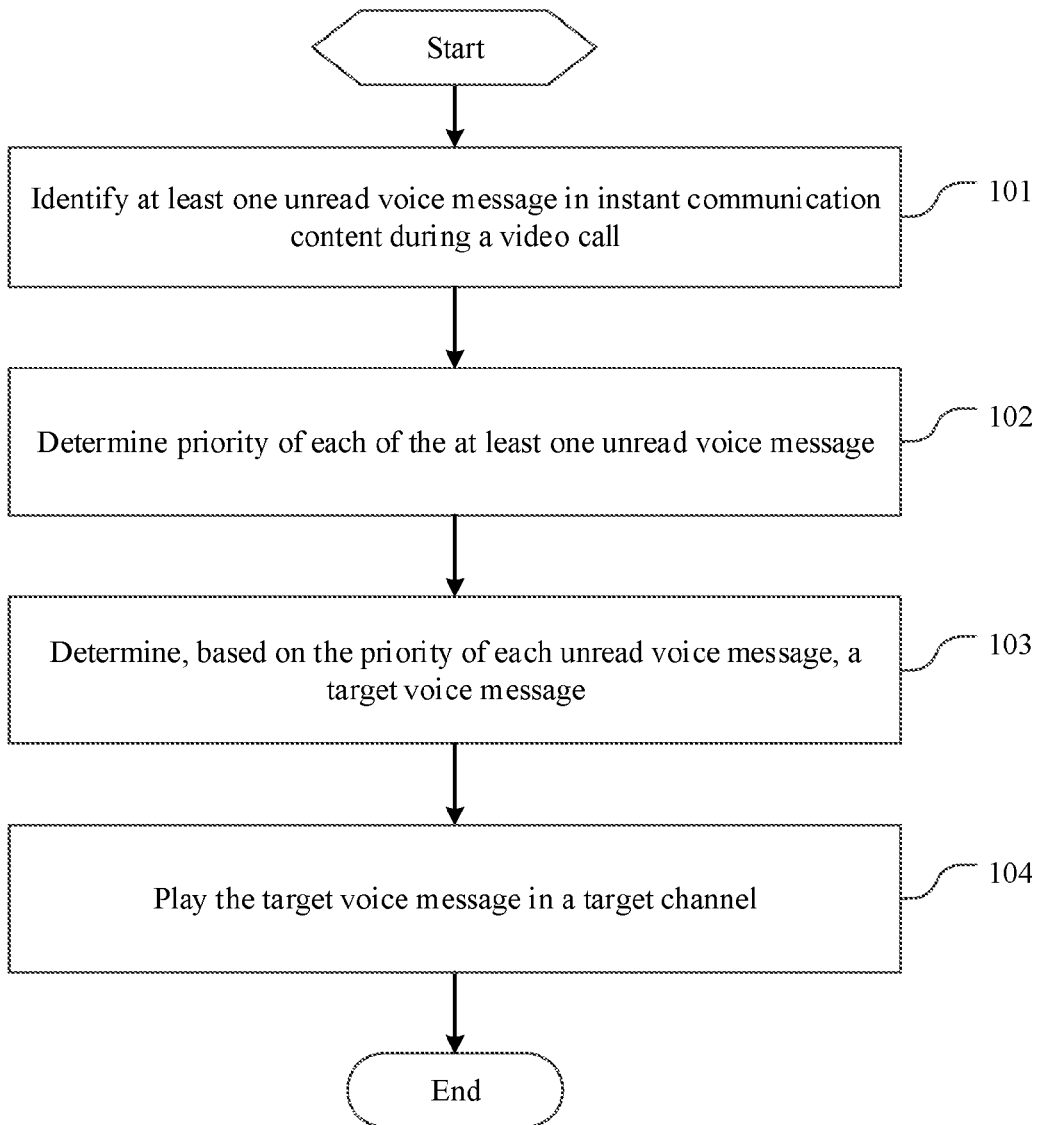 Start
Identify at least one unread voice message in instant communication
content during a video call
101
Determine priority of each of the at least one unread voice message
102
Determine, based on the priority of each unread voice message, a
target voice message
103
Play the target voice message in a target channel
104
End